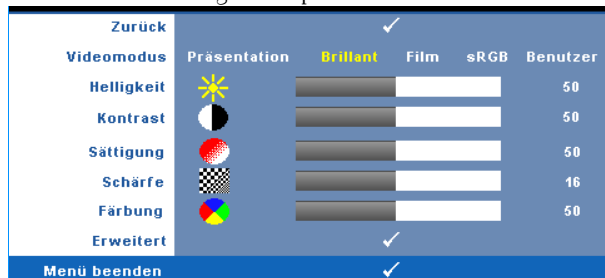 Zurück
Videomodus Präsentation Brillant Film sRGB Benutzer
Helligkeit 50
Kontrast 50
Sättigung 50
Schärfe 16
Färbung 50
Erweitert
Menü beenden